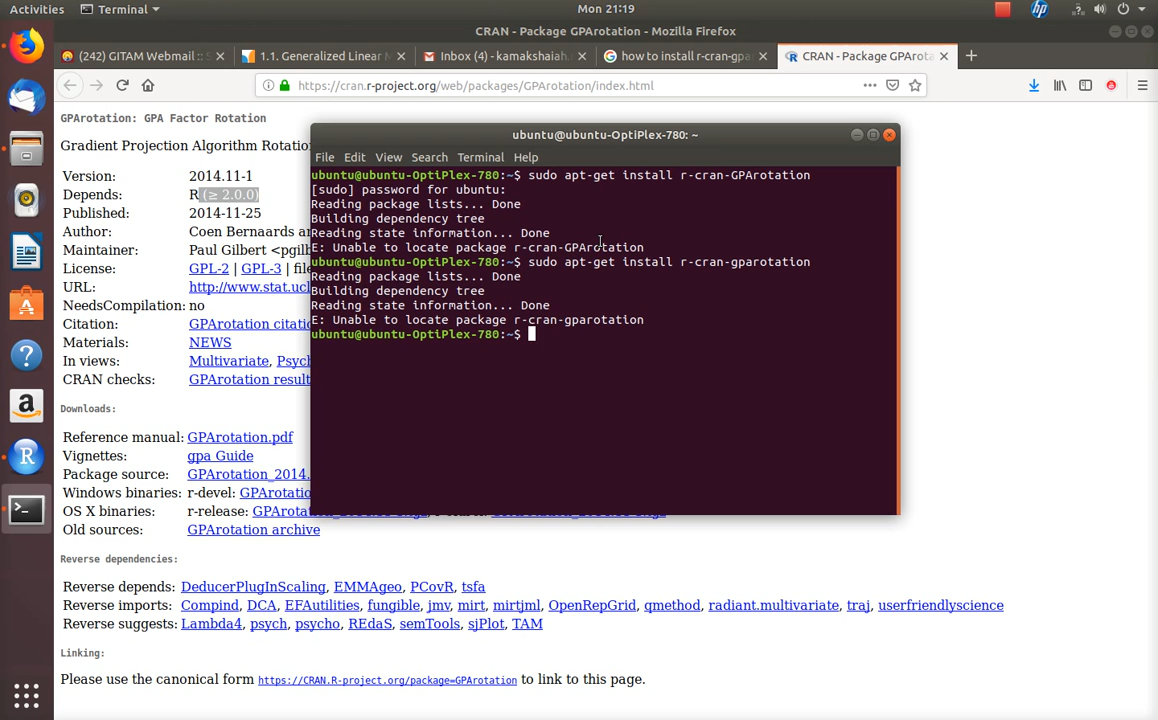 Activities
Terminal
Mon 21:19
CRAN - Package GPArotation - Mozilla Firefox
(242) GITAM Webmail :: S
1.1. Generalized Linear M
Inbox (4) - kamakshaiah.
how to install r-cran-gpa
CRAN - Package GPArota
https://cran.r-project.org/web/packages/GPArotation/index.html
GPArotation: GPA Factor Rotation
Gradient Projection Algorithm Rotatio
Version: 2014.11-1
Depends: R (≥ 2.0.0)
Published: 2014-11-25
Author: Coen Bernaards an
Maintainer: Paul Gilbert <pgilb
License: GPL-2 | GPL-3 | file
URL: http://www.stat.ucl
NeedsCompilation: no
Citation: GPArotation citatio
Materials: NEWS
In views: Multivariate, Psych
CRAN checks: GPArotation result
Downloads:
Reference manual: GPArotation.pdf
Vignettes: gpa Guide
Package source: GPArotation_2014.
Windows binaries: r-devel: GPArotatio
OS X binaries: r-release: GPArota
Old sources: GPArotation archive
Reverse dependencies:
Reverse depends: DeducerPlugInScaling, EMMAgeo, PCovR, tsfa
Reverse imports: Compind, DCA, EFAutilities, fungible, jmv, mirt, mirtjml, OpenRepGrid, qmethod, radiant.multivariate, traj, userfriendlyscience
Reverse suggests: Lambda4, psych, psycho, REdaS, semTools, sjPlot, TAM
Linking:
Please use the canonical form https://CRAN.R-project.org/package=GPArotation to link to this page.
ubuntu@ubuntu-OptiPlex-780: ~
File Edit View Search Terminal Help
ubuntu@ubuntu-OptiPlex-780:~$ sudo apt-get install r-cran-GPArotation
[sudo] password for ubuntu:
Reading package lists... Done
Building dependency tree
Reading state information... Done
E: Unable to locate package r-cran-GPArotation
ubuntu@ubuntu-OptiPlex-780:~$ sudo apt-get install r-cran-gparotation
Reading package lists... Done
Building dependency tree
Reading state information... Done
E: Unable to locate package r-cran-gparotation
ubuntu@ubuntu-OptiPlex-780:~$